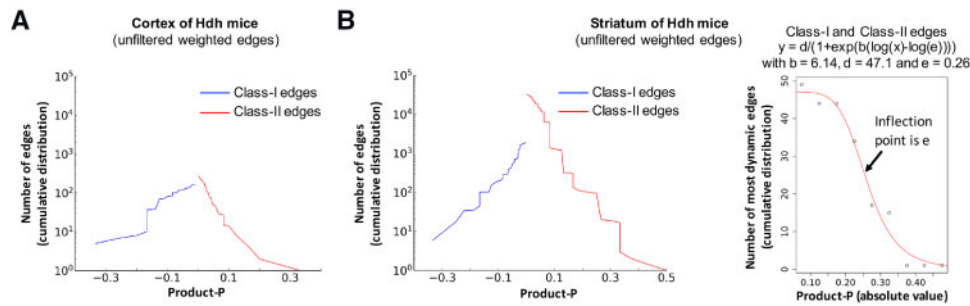 A
Cortex of Hdh mice
(unfiltered weighted edges)
Number of edges
(cumulative distribution)
10⁵
10⁴
10³
10²
10¹
10⁰
Class-I edges
Class-II edges
−0.3
−0.1
0.1
0.3
Product-P
B
Striatum of Hdh mice
(unfiltered weighted edges)
Number of edges
(cumulative distribution)
10⁵
10⁴
10³
10²
10¹
10⁰
Class-I edges
Class-II edges
−0.3
−0.1
0.1
0.3
0.5
Product-P
Class-I and Class-II edges
y = d/(1+exp(b(log(x)-log(e))))
with b = 6.14, d = 47.1 and e = 0.26
Number of most dynamic edges
(cumulative distribution)
50
40
30
20
10
0
Inflection
point is e
0.10
0.20
0.30
0.40
Product-P (absolute value)